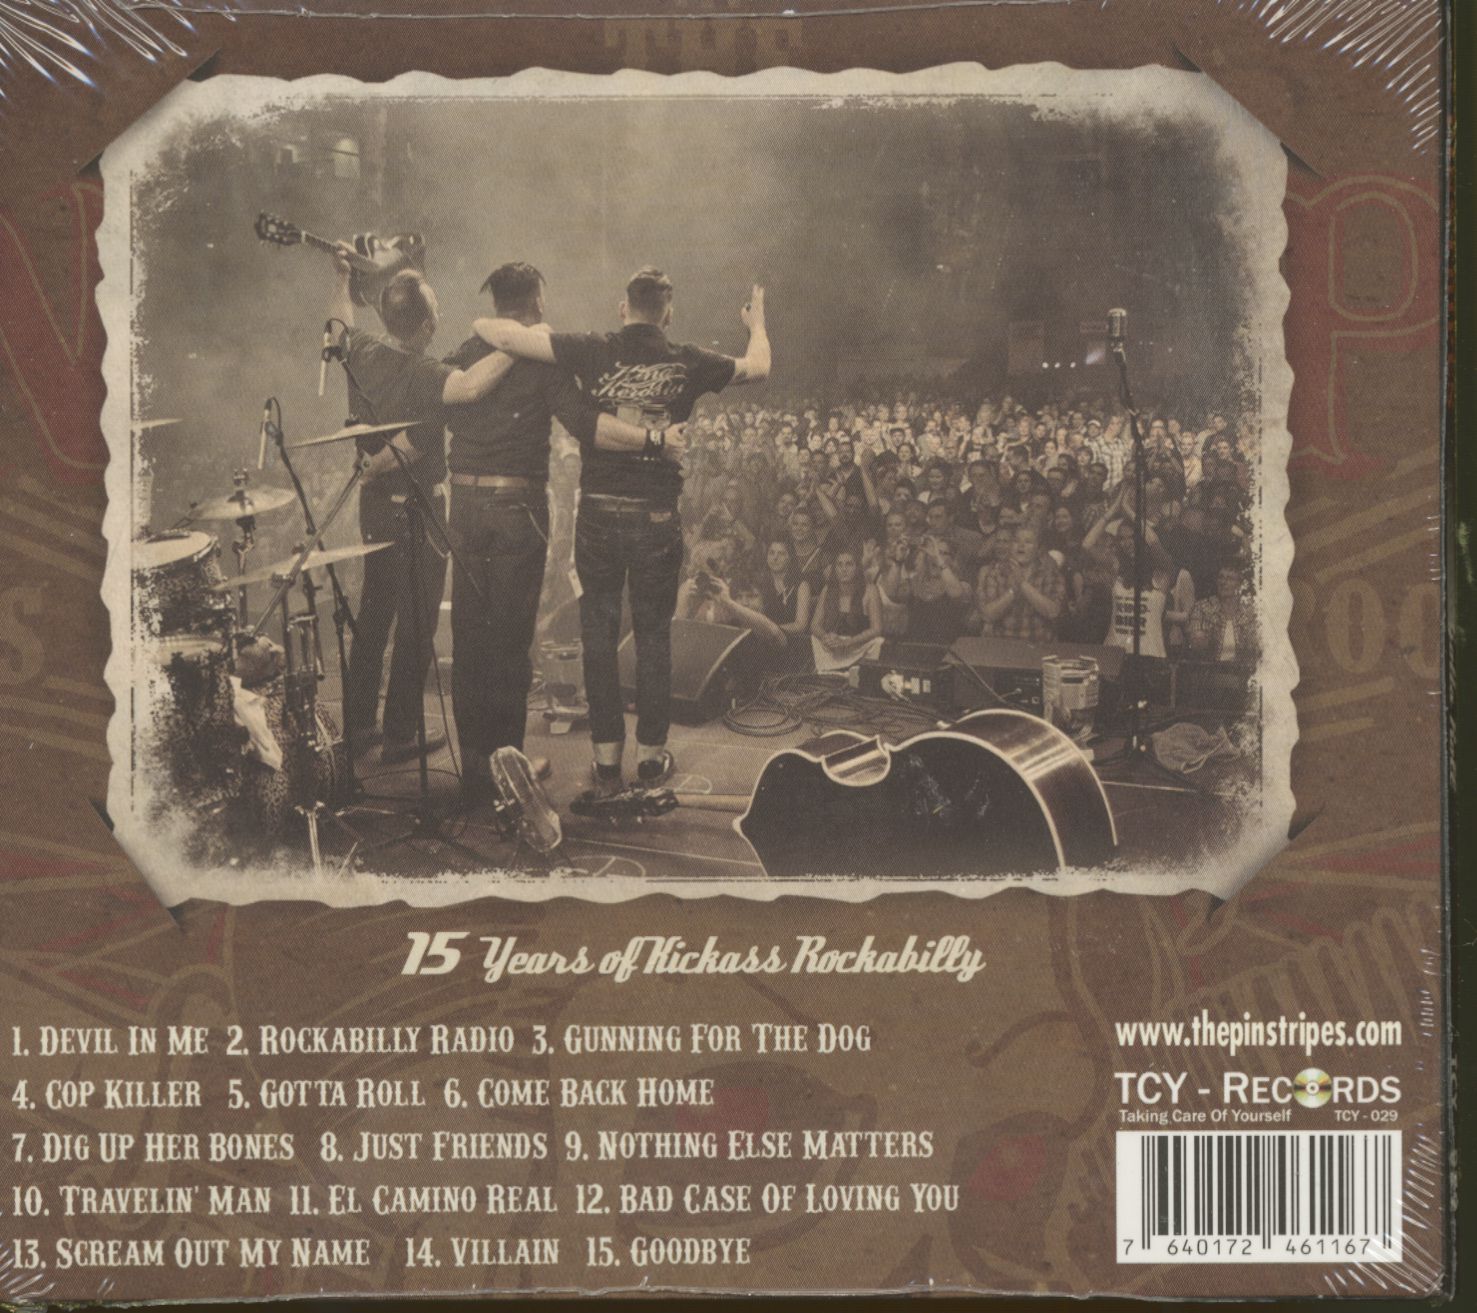 THE
15 Years of Kickass Rockabilly
1. DEVIL IN ME 2. ROCKABILLY RADIO 3. GUNNING FOR THE DOG
4. COP KILLER 5. GOTTA ROLL 6. COME BACK HOME
7. DIG UP HER BONES 8. JUST FRIENDS 9. NOTHING ELSE MATTERS
10. TRAVELIN' MAN 11. EL CAMINO REAL 12. BAD CASE OF LOVING YOU
13. SCREAM OUT MY NAME 14. VILLAIN 15. GOODBYE
www.thepinstripes.com
TCY - RECORDS
Taking Care Of Yourself TCY - 029
7 640172 461167